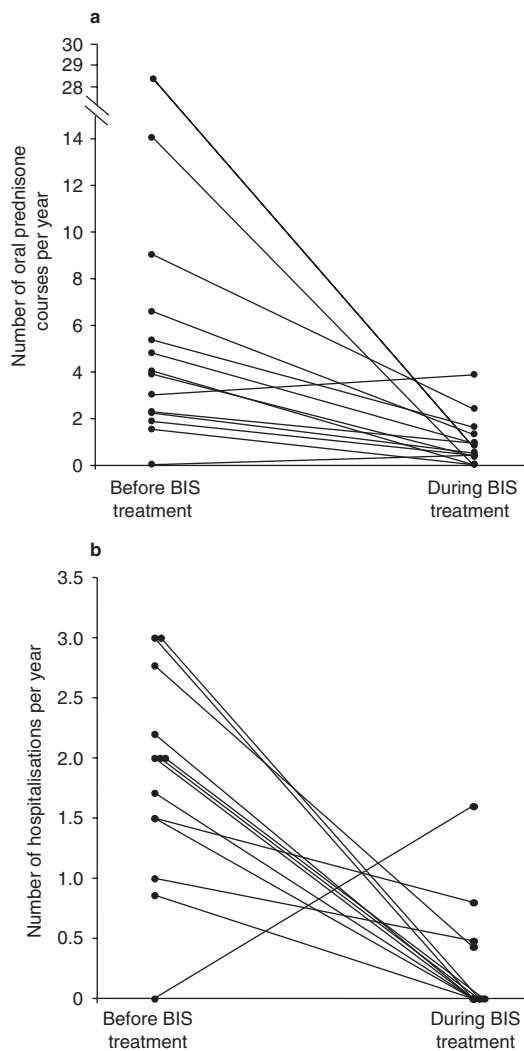 a
30
29
28
14
12
10
8
6
4
2
0
Number of oral prednisone
courses per year
Before BIS
treatment
During BIS
treatment
b
3.5
3.0
2.5
2.0
1.5
1.0
0.5
0
Number of hospitalisations per year
Before BIS
treatment
During BIS
treatment